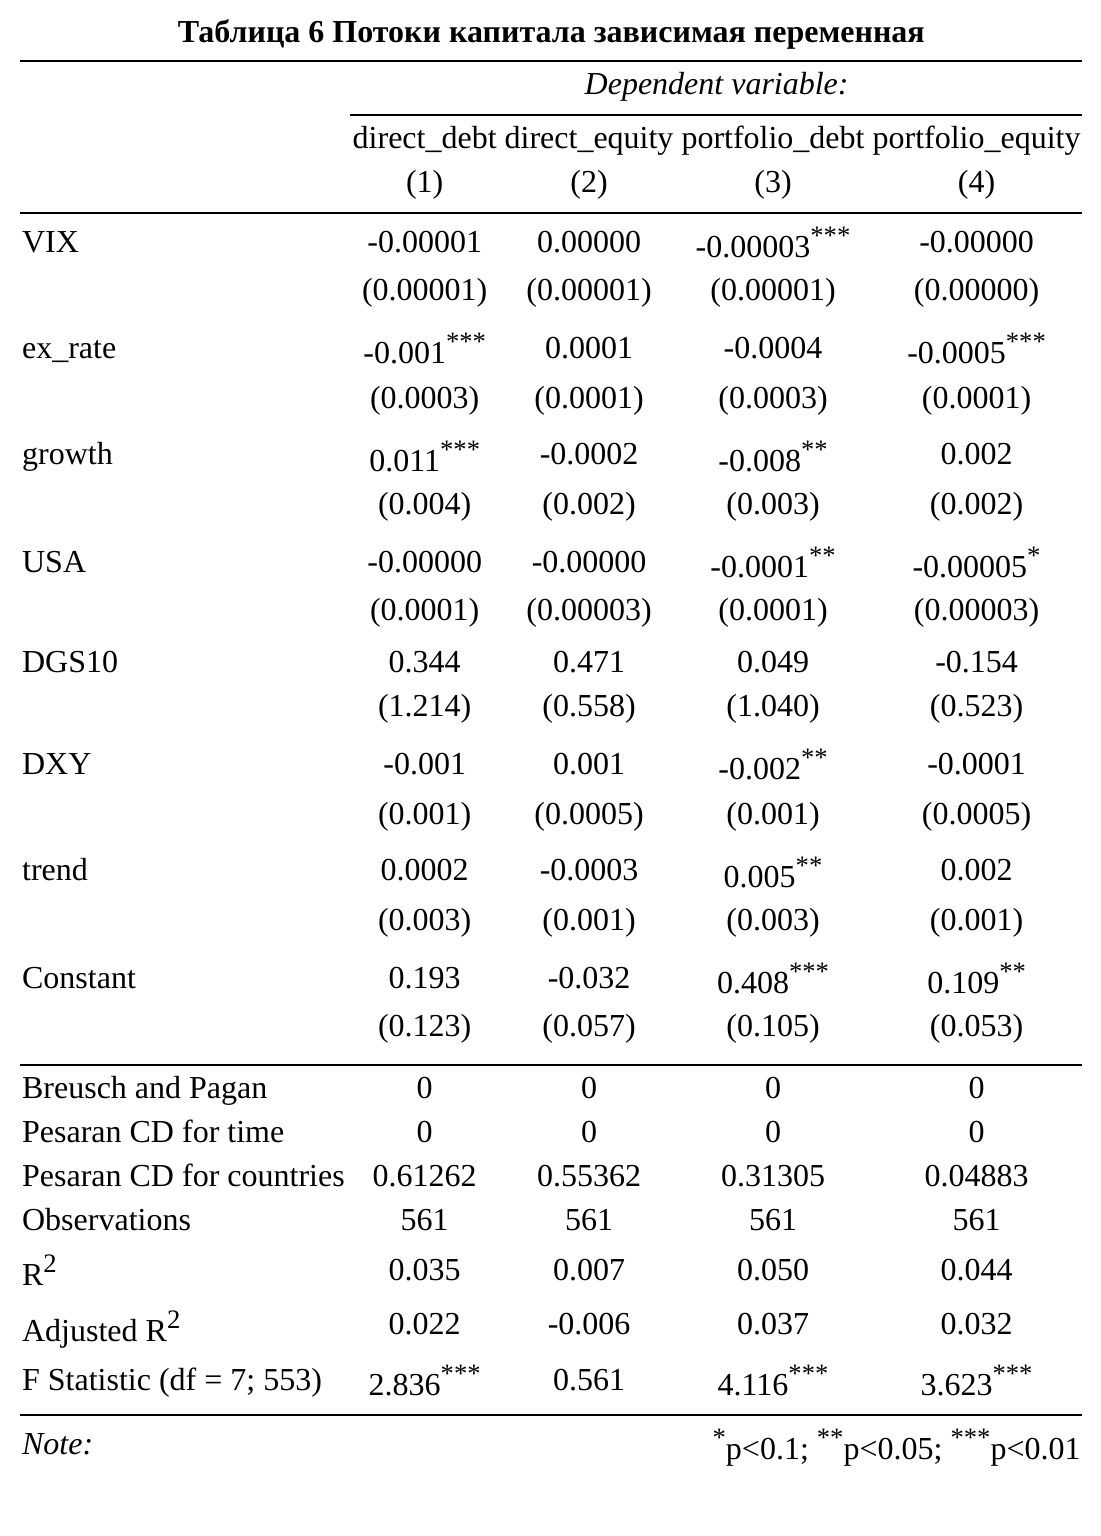 Таблица 6 Потоки капитала зависимая переменная
Dependent variable:
direct_debt direct_equity portfolio_debt portfolio_equity
(1) (2) (3) (4)
VIX -0.00001 0.00000 -0.00003*** -0.00000
(0.00001) (0.00001) (0.00001) (0.00000)
ex_rate -0.001*** 0.0001 -0.0004 -0.0005***
(0.0003) (0.0001) (0.0003) (0.0001)
growth 0.011*** -0.0002 -0.008** 0.002
(0.004) (0.002) (0.003) (0.002)
USA -0.00000 -0.00000 -0.0001** -0.00005*
(0.0001) (0.00003) (0.0001) (0.00003)
DGS10 0.344 0.471 0.049 -0.154
(1.214) (0.558) (1.040) (0.523)
DXY -0.001 0.001 -0.002** -0.0001
(0.001) (0.0005) (0.001) (0.0005)
trend 0.0002 -0.0003 0.005** 0.002
(0.003) (0.001) (0.003) (0.001)
Constant 0.193 -0.032 0.408*** 0.109**
(0.123) (0.057) (0.105) (0.053)
Breusch and Pagan 0 0 0 0
Pesaran CD for time 0 0 0 0
Pesaran CD for countries 0.61262 0.55362 0.31305 0.04883
Observations 561 561 561 561
R2 0.035 0.007 0.050 0.044
Adjusted R2 0.022 -0.006 0.037 0.032
F Statistic (df = 7; 553) 2.836*** 0.561 4.116*** 3.623***
Note: *p<0.1; **p<0.05; ***p<0.01